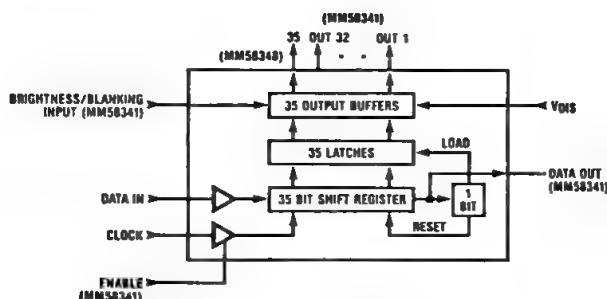 (MM58341)
35 OUT 32 · · OUT 1
(MM58348)
BRIGHTNESS/BLANKING
INPUT (MM58341)
35 OUTPUT BUFFERS
VDIS
LOAD
35 LATCHES
DATA OUT
(MM58341)
DATA IN
35 BIT SHIFT REGISTER
1
BIT
RESET
CLOCK
ENABLE
(MM58341)